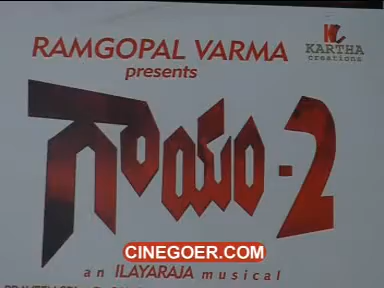 RAMGOPAL VARMA
presents
KARTHA
creations
గాయం-2
CINEGOER.COM
an ILAYARAJA musical